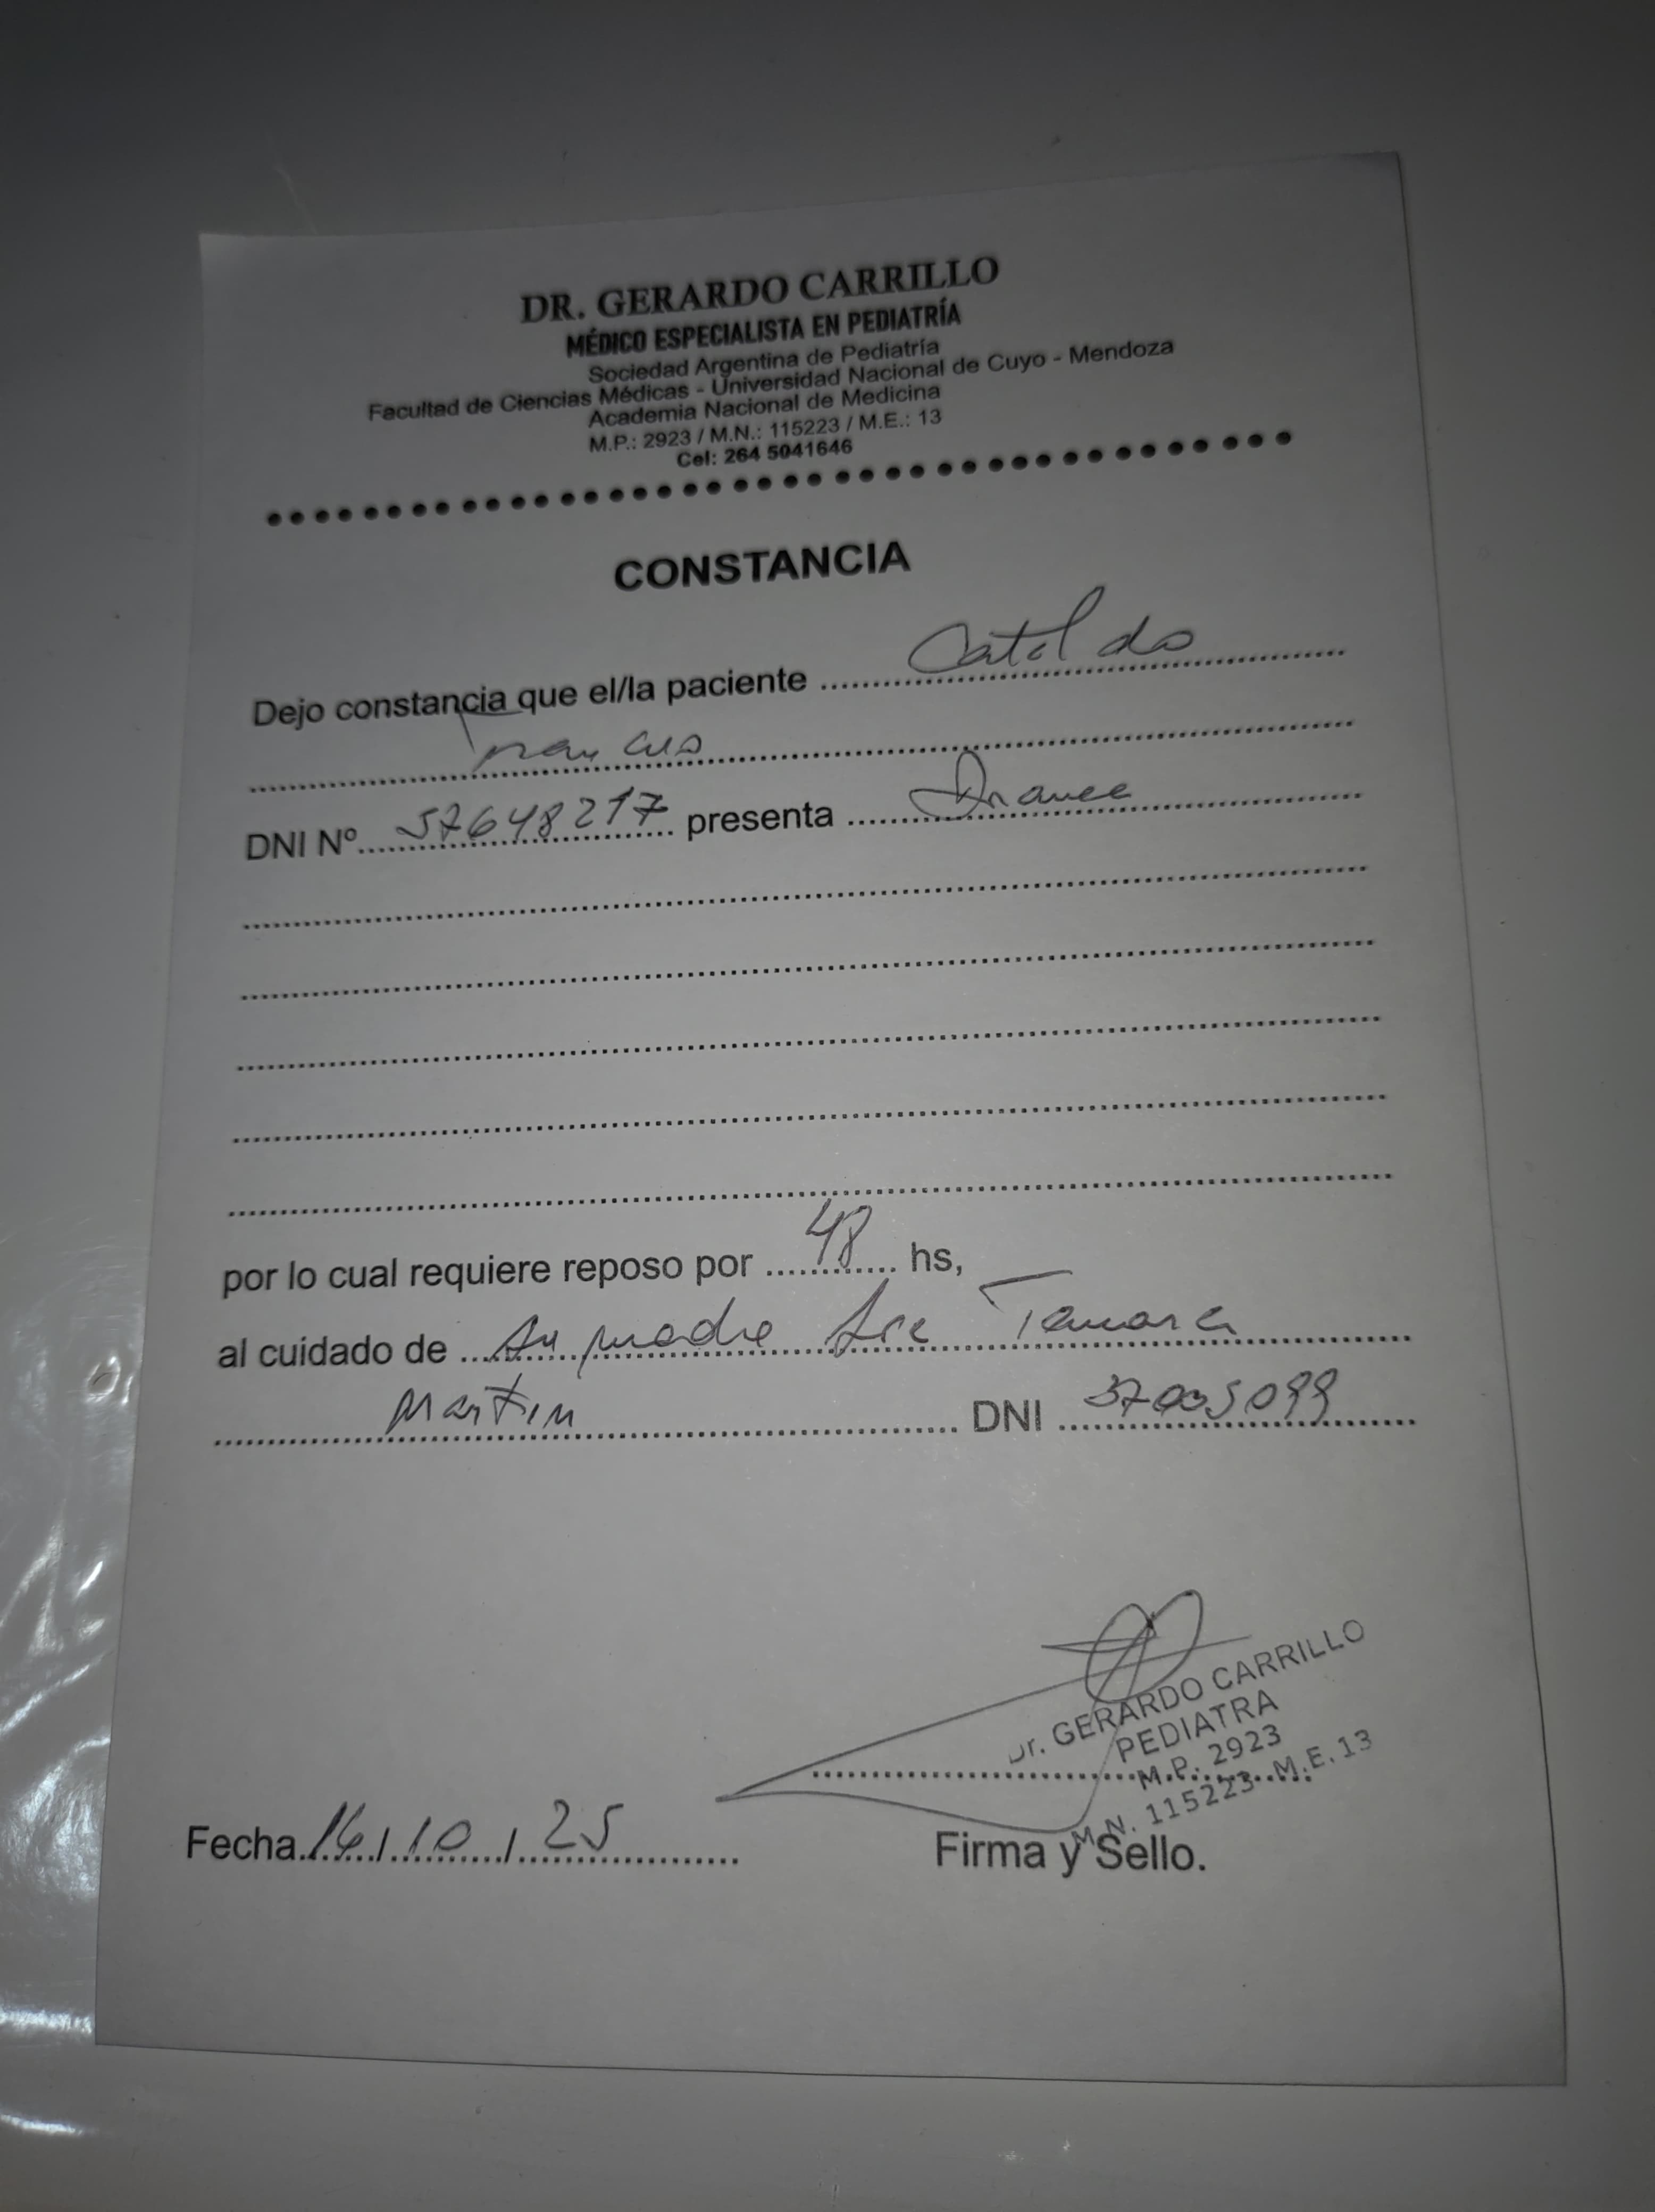 DR. GERARDO CARRILLO
MÉDICO ESPECIALISTA EN PEDIATRÍA
Sociedad Argentina de Pediatría
Facultad de Ciencias Médicas - Universidad Nacional de Cuyo - Mendoza
Academia Nacional de Medicina
M.P.: 2923 / M.N.: 115223 / M.E.: 13
Cel: 264 5041646
CONSTANCIA
Dejo constancia que el/la paciente Cataldo
DNI Nº 57648217 presenta
por lo cual requiere reposo por 48 hs,
al cuidado de su madre Sra Tamara
Martin DNI
Dr. GERARDO CARRILLO
PEDIATRA
M.P. 2923
M.N. 115223 M.E. 13
Fecha / 10 / 25 Firma y Sello.